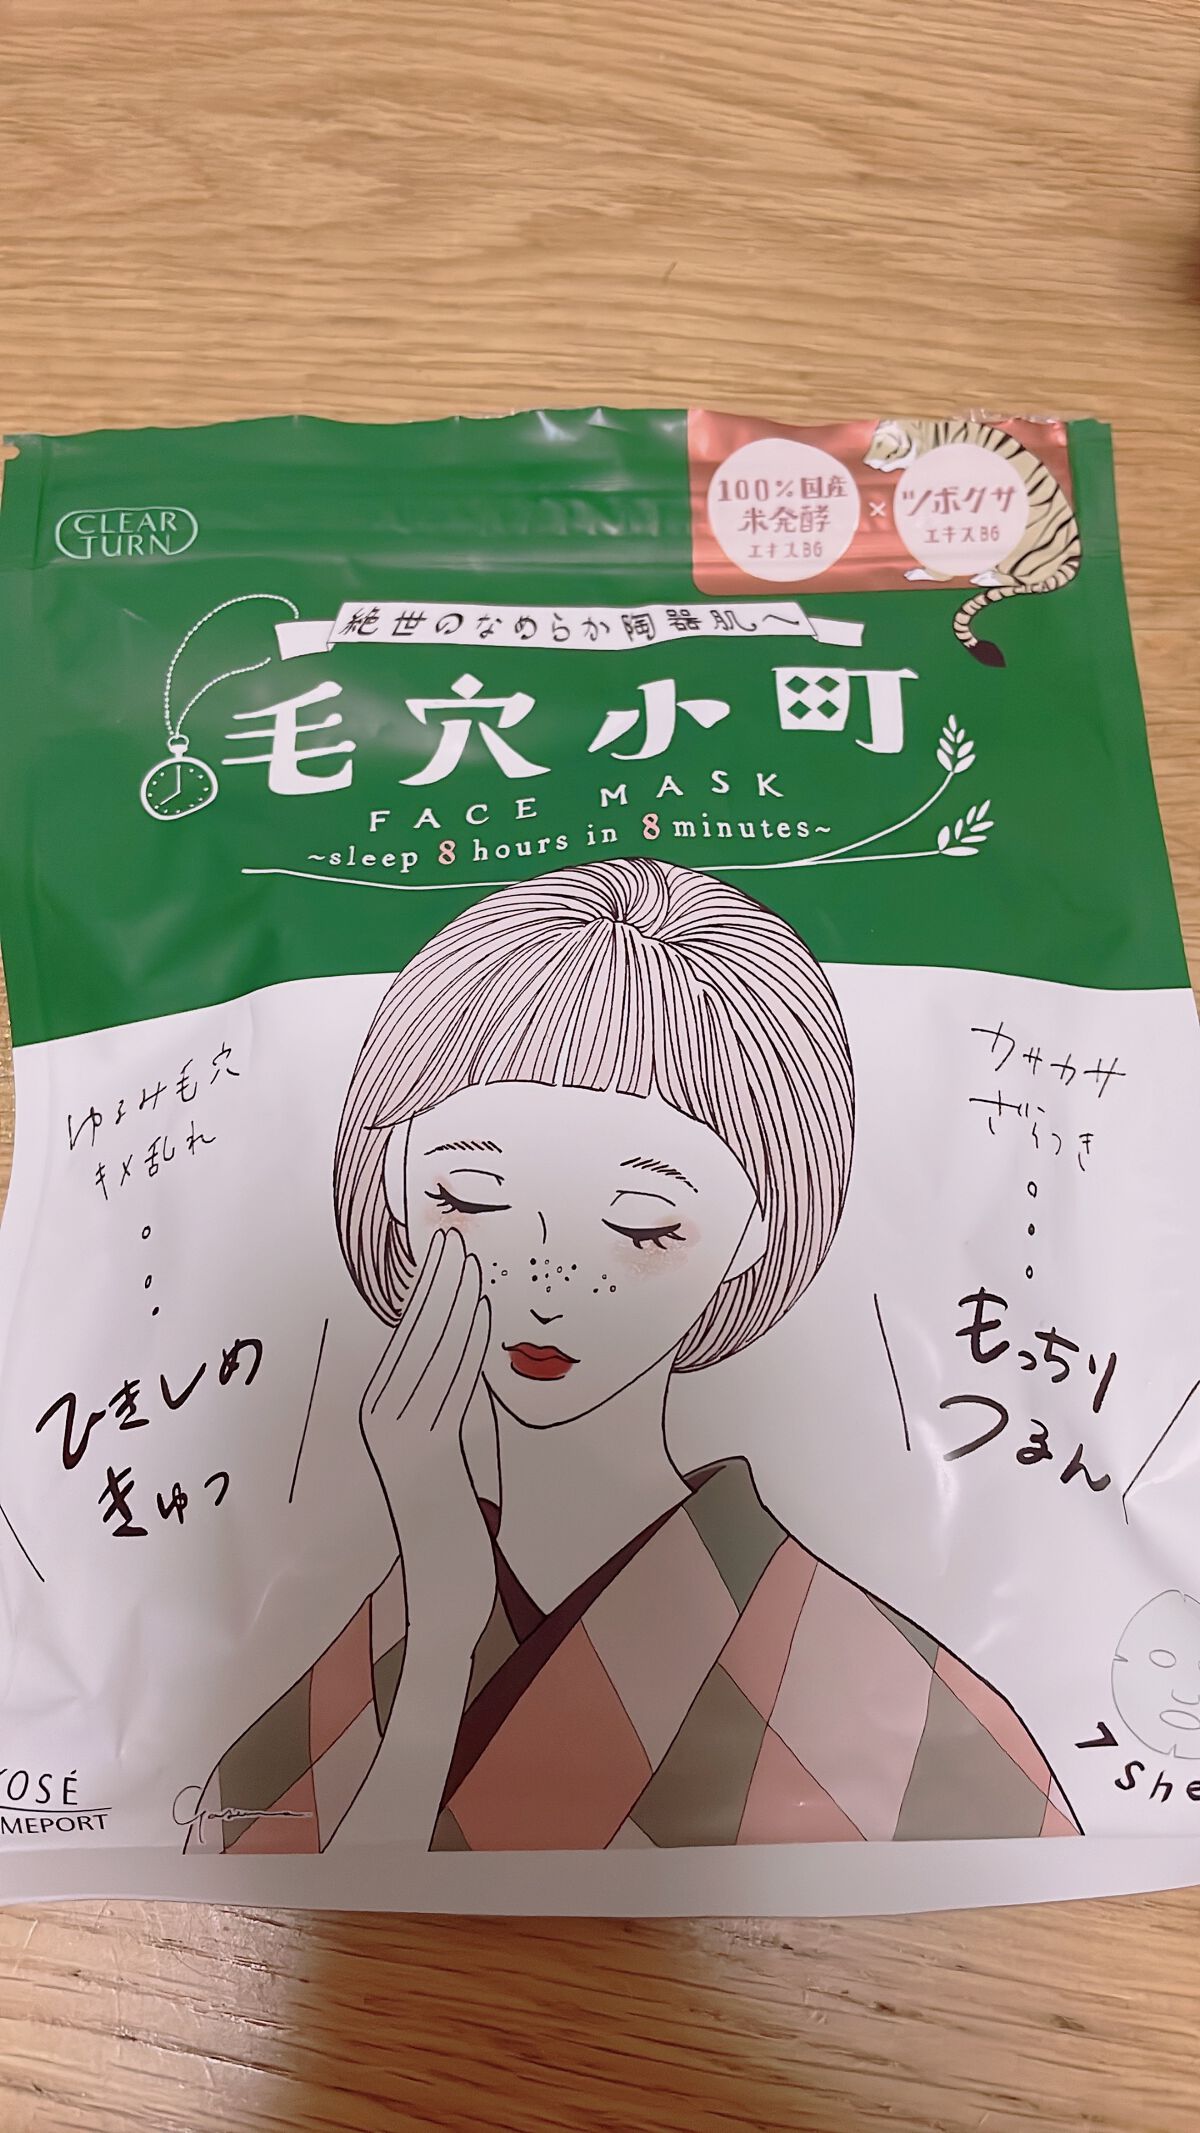 CLEAR
TURN
100%国産
米発酵
エキスBG
×
ツボクサ
エキスBG
CICA
絶世のなめらか陶器肌へ
毛穴小町
FACE MASK
~sleep 8 hours in 8 minutes~
ゆるみ毛穴
キメ乱れ
ひきしめ
きゅっ
カサカサ
ざらつき
もっちり
つるん
7 She
OSÉ
MEPORT